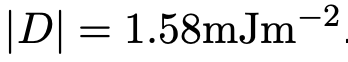 |D| = 1.58mJm⁻².